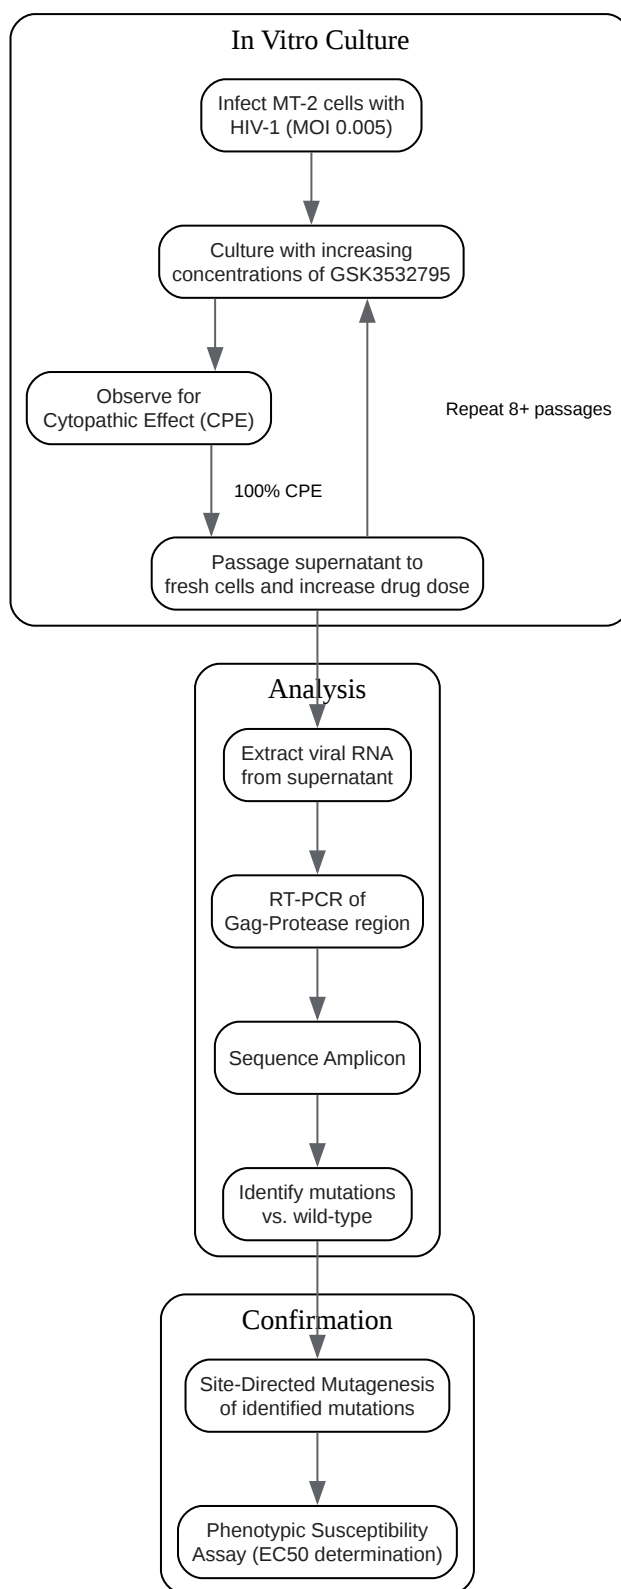 In Vitro Culture
Infect MT-2 cells with
HIV-1 (MOI 0.005)
Culture with increasing
concentrations of GSK3532795
Observe for
Cytopathic Effect (CPE)
Repeat 8+ passages
100% CPE
Passage supernatant to
fresh cells and increase drug dose
Analysis
Extract viral RNA
from supernatant
RT-PCR of
Gag-Protease region
Sequence Amplicon
Identify mutations
vs. wild-type
Confirmation
Site-Directed Mutagenesis
of identified mutations
Phenotypic Susceptibility
Assay (EC50 determination)